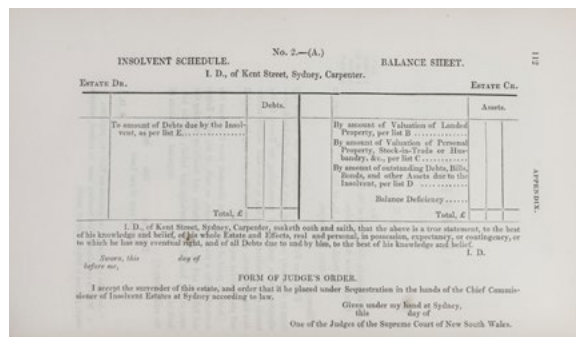 No. 2.—(A.)
INSOLVENT SCHEDULE.
BALANCE SHEET.
I. D., of Kent Street, Sydney, Carpenter.
ESTATE DR.
ESTATE CR.
Debts.
Assets.
To amount of Debts due by the Insol-
vent, as per list E
By amount of Valuation of Landed
Property, per list B
By amount of Valuation of Personal
Property, Stock-in-Trade or Hus-
bandry, &c., per list C
By amount of outstanding Debts, Bills,
Bonds, and other Assets due to the
Insolvent, per list D
Balance Deficiency
Total, £
Total, £
I. D., of Kent Street, Sydney, Carpenter, maketh oath and saith, that the above is a true statement, to the best
of his knowledge and belief, of his whole Estate and Effects, real and personal, in possession, expectancy, or contingency, or
to which he has any eventual right, and of all Debts due to and by him, to the best of his knowledge and belief.
I. D.
Sworn, this day of
before me,
FORM OF JUDGE'S ORDER.
I accept the surrender of this estate, and order that it be placed under Sequestration in the hands of the Chief Commis-
sioner of Insolvent Estates at Sydney according to law.
Given under my hand at Sydney,
this day of
One of the Judges of the Supreme Court of New South Wales.
112
APPENDIX.